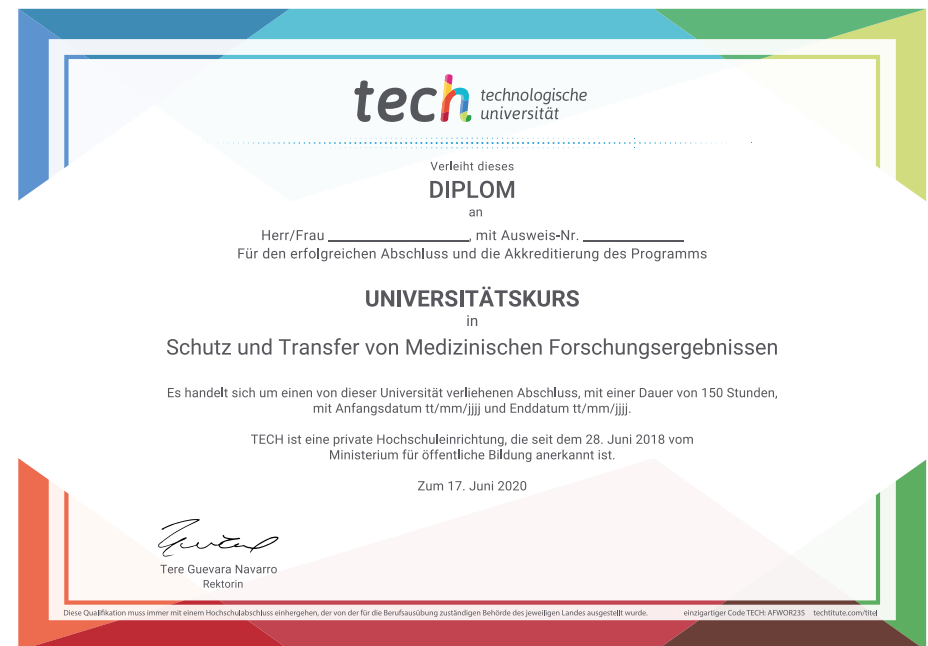 tech technologische
universität
Verleiht dieses
DIPLOM
an
Herr/Frau ____________________, mit Ausweis-Nr. ______________
Für den erfolgreichen Abschluss und die Akkreditierung des Programms
UNIVERSITÄTSKURS
in
Schutz und Transfer von Medizinischen Forschungsergebnissen
Es handelt sich um einen von dieser Universität verliehenen Abschluss, mit einer Dauer von 150 Stunden,
mit Anfangsdatum tt/mm/jjjj und Enddatum tt/mm/jjjj.
TECH ist eine private Hochschuleinrichtung, die seit dem 28. Juni 2018 vom
Ministerium für öffentliche Bildung anerkannt ist.
Zum 17. Juni 2020
Tere Guevara Navarro
Rektorin
Diese Qualifikation muss immer mit einem Hochschulabschluss einhergehen, der von der für die Berufsausübung zuständigen Behörde des jeweiligen Landes ausgestellt wurde. einzigartiger Code TECH: AFWOR23S techtitute.com/titel